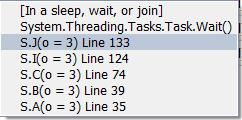 [In a sleep, wait, or join]
System.Threading.Tasks.Task.Wait()
S.J(o = 3) Line 133
S.I(o = 3) Line 124
S.C(o = 3) Line 74
S.B(o = 3) Line 39
S.A(o = 3) Line 35